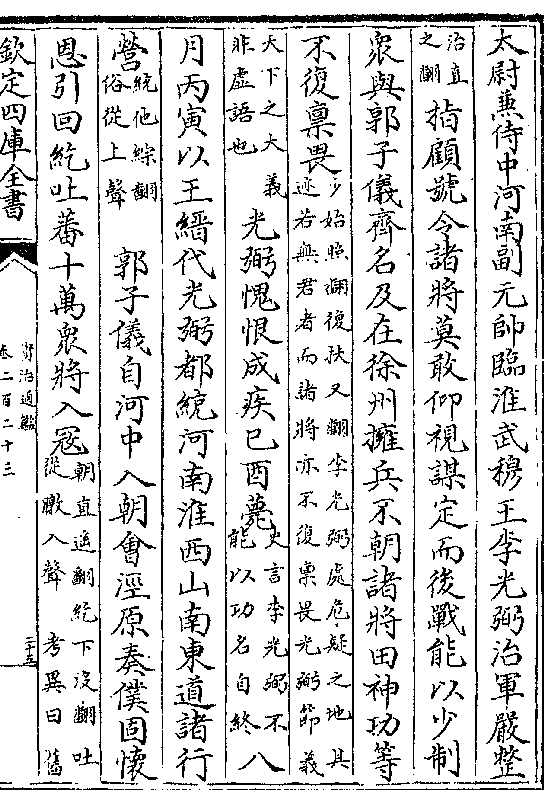 太尉兼侍中河南副元帥臨淮武穆王李光弼治軍嚴整
治直之翻指顧號令諸將莫敢仰視謀定而後戰能以少制
衆與郭子儀齊名及在徐州擁兵不朝諸將田神功等
不復稟畏少始照翻復扶又翻李光弼處危疑之地其迹若無君者而諸將亦不復稟畏光弼節義
天下之大義非虛語也光弼愧恨成疾己酉薨史言李光弼不能以功名自終八
月丙寅以王縉代光弼都統河南淮西山南東道諸行
營統他綜翻俗從上聲郭子儀自河中入朝會涇原奏僕固懷
恩引回紇吐蕃十萬衆將入寇朝直遥翻紇下没翻吐從暾入聲考異曰舊
欽定四庫全書
資治通鑑
卷二百二十三
三十五